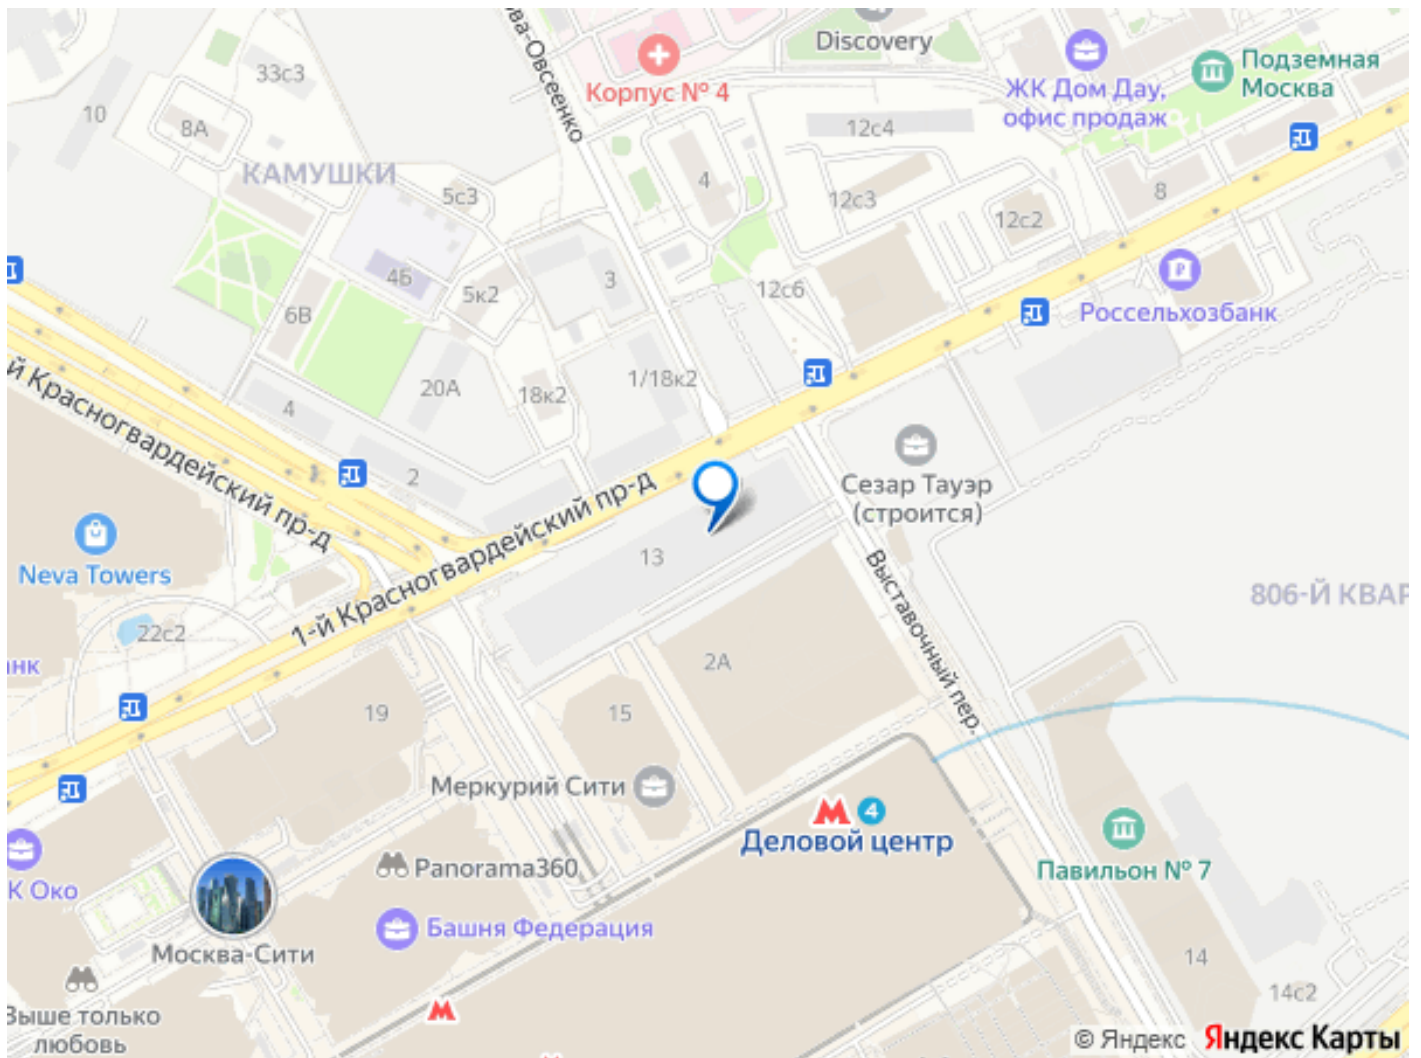 ва-Овсеенко
Discovery
33с3
Корпус № 4
ЖК Дом Дау,
офис продаж
Подземная
Москва
10
8А
12с4
КАМУШКИ
5с3
4
12с3
8
12с2
4Б
5к2
3
12с6
6В
Россельхозбанк
1/18к2
20А
18к2
4
й Красногвардейский пр-д
2
Сезар Тауэр
(строится)
1-й Красногвардейский пр-д
13
Neva Towers
Выставочный пер.
806-Й КВАР
22с2
нк
2А
19
15
Меркурий Сити
4
Деловой центр
Павильон № 7
К Око
Panorama360
Башня Федерация
Москва-Сити
14
14с2
Выше только
любовь
© Яндекс Яндекс Карты